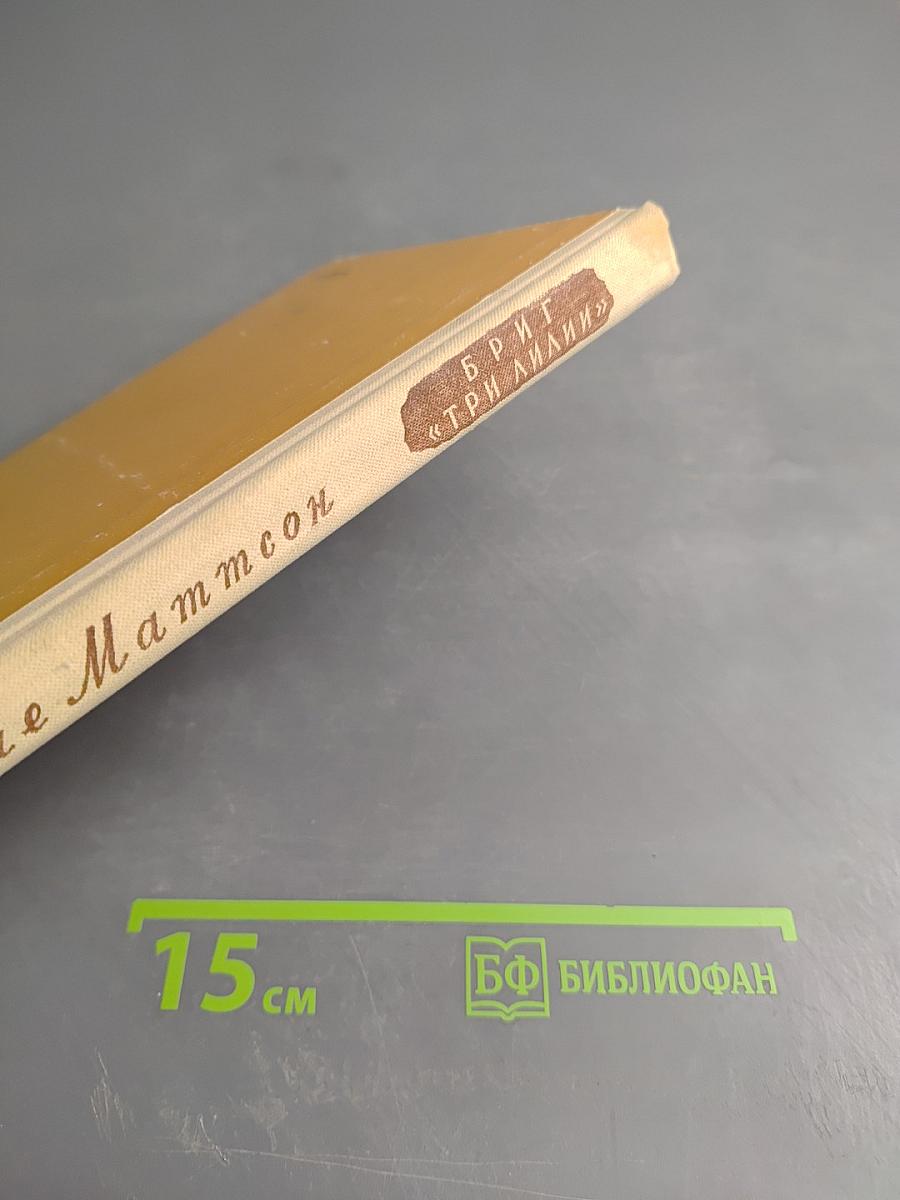 БРИГ
«ТРИ ЛИЛИИ»
Маттсон
15 см
БФ БИБЛИОФАН